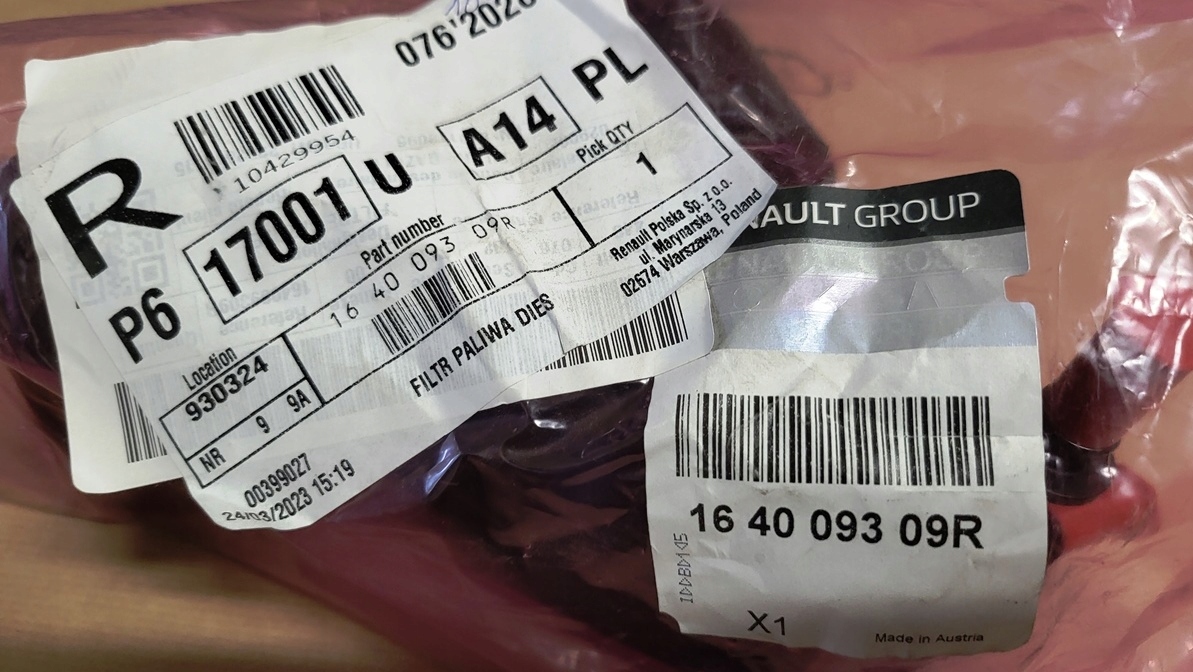 076'2026
10429954
R
17001
U
A14
PL
P6
Part number
16 40 093 09R
Pick QTY
1
FILTR PALIWA DIES
Renault Polska Sp. z o.o.
ul. Marynarska 13
02674 Warszawa, Poland
Location
930324
NR 9 9A
00399027
24/03/2023 15:19
AULT GROUP
16 40 093 09R
X1
Made in Austria